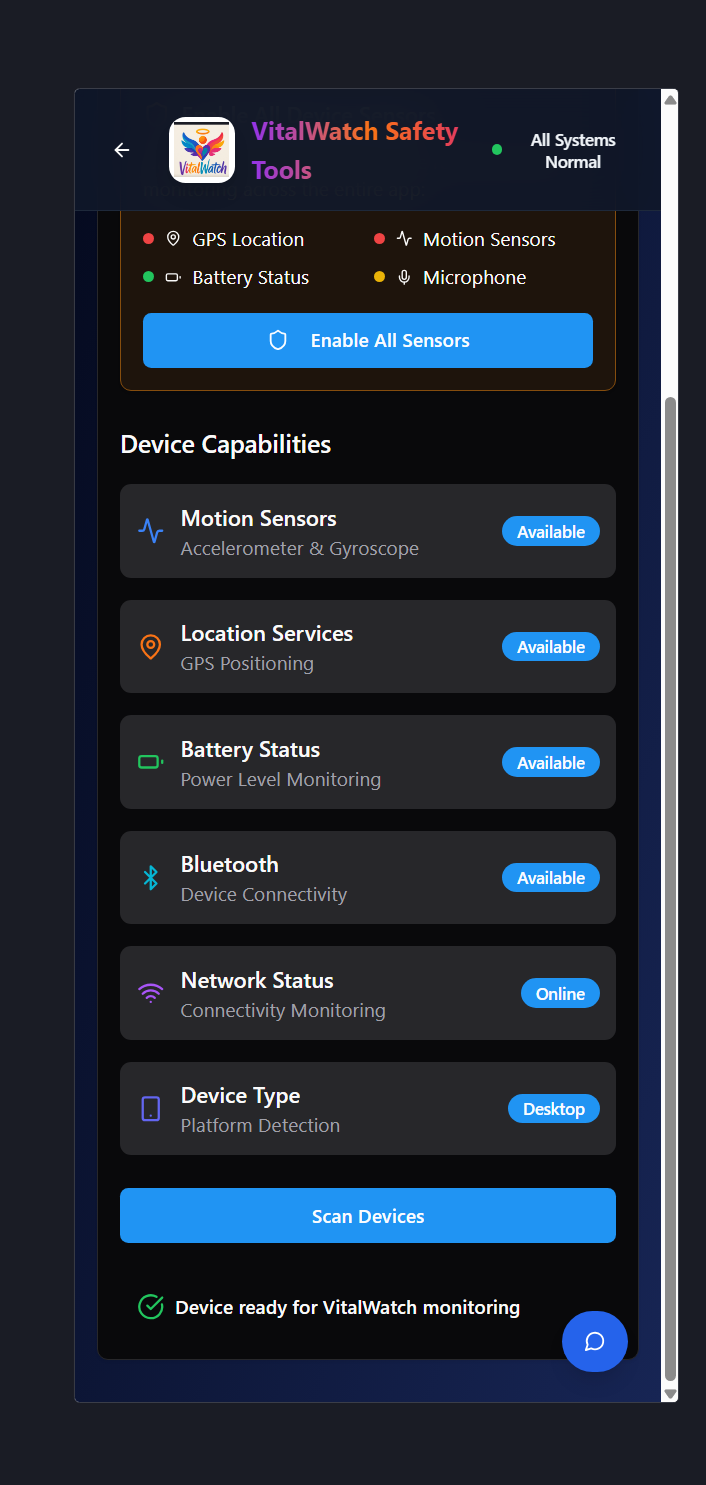 VitalWatch
VitalWatch Safety
Tools
All Systems
Normal
GPS Location
Motion Sensors
Battery Status
Microphone
Enable All Sensors
Device Capabilities
Motion Sensors
Accelerometer & Gyroscope
Available
Location Services
GPS Positioning
Available
Battery Status
Power Level Monitoring
Available
Bluetooth
Device Connectivity
Available
Network Status
Connectivity Monitoring
Online
Device Type
Platform Detection
Desktop
Scan Devices
Device ready for VitalWatch monitoring